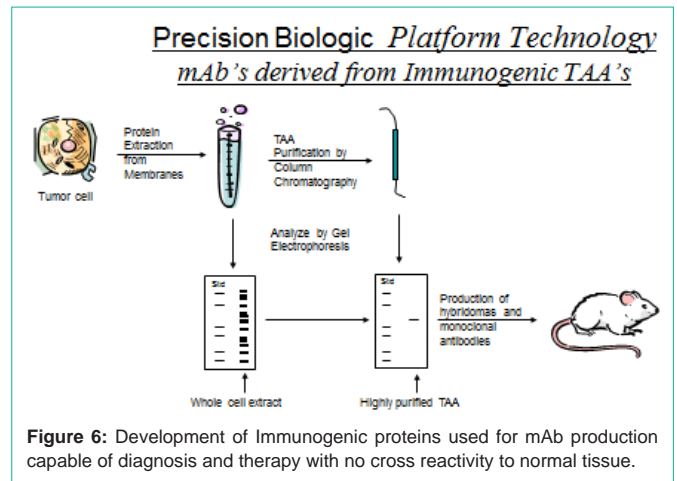 Precision Biologic Platform Technology
mAb's derived from Immunogenic TAA's
Protein
Extraction
from
Membranes
TAA
Purification by
Column
Chromatography
Tumor cell
Analyze by Gel
Electrophoresis
Std
Std
Production of
hybridomas and
monoclonal
antibodies
Whole cell extract
Highly purified TAA
Figure 6: Development of Immunogenic proteins used for mAb production
capable of diagnosis and therapy with no cross reactivity to normal tissue.